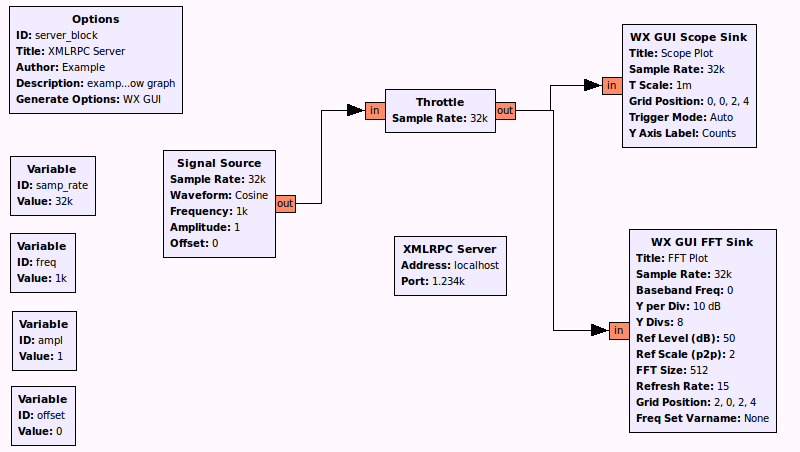 Options
ID: server_block
Title: XMLRPC Server
Author: Example
Description: examp...ow graph
Generate Options: WX GUI
Variable
ID: samp_rate
Value: 32k
Variable
ID: freq
Value: 1k
Variable
ID: ampl
Value: 1
Variable
ID: offset
Value: 0
Signal Source
Sample Rate: 32k
Waveform: Cosine
Frequency: 1k
Amplitude: 1
Offset: 0
out
in
Throttle
Sample Rate: 32k
out
XMLRPC Server
Address: localhost
Port: 1.234k
in
WX GUI Scope Sink
Title: Scope Plot
Sample Rate: 32k
T Scale: 1m
Grid Position: 0, 0, 2, 4
Trigger Mode: Auto
Y Axis Label: Counts
in
WX GUI FFT Sink
Title: FFT Plot
Sample Rate: 32k
Baseband Freq: 0
Y per Div: 10 dB
Y Divs: 8
Ref Level (dB): 50
Ref Scale (p2p): 2
FFT Size: 512
Refresh Rate: 15
Grid Position: 2, 0, 2, 4
Freq Set Varname: None